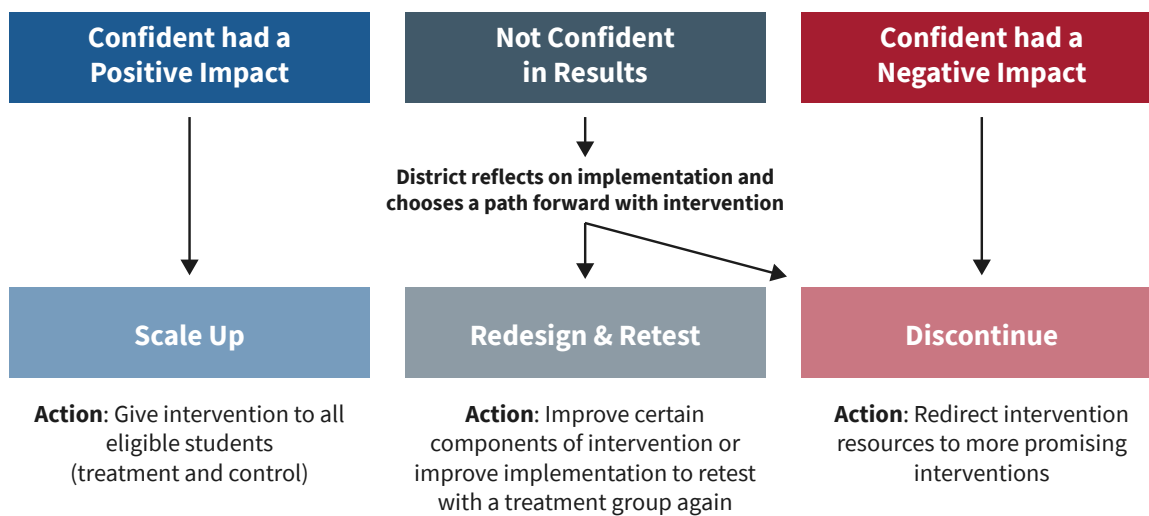 Confident had a
Positive Impact
Not Confident
in Results
Confident had a
Negative Impact
District reflects on implementation and
chooses a path forward with intervention
Scale Up
Redesign & Retest
Discontinue
Action: Give intervention to all
eligible students
(treatment and control)
Action: Improve certain
components of intervention or
improve implementation to retest
with a treatment group again
Action: Redirect intervention
resources to more promising
interventions